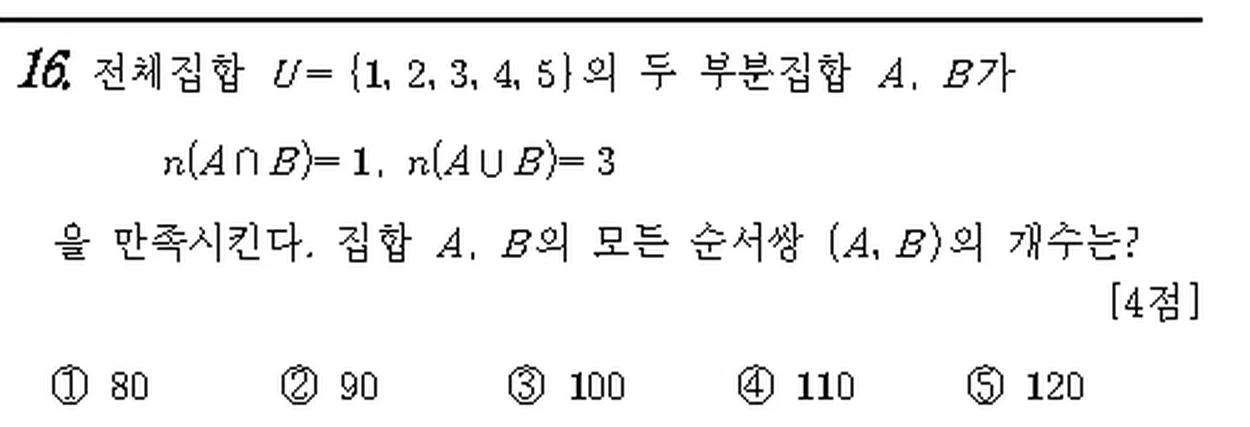 16. 전체집합 U = {1, 2, 3, 4, 5}의 두 부분집합 A, B가
n(A∩B)=1, n(A∪B)=3
을 만족시킨다. 집합 A, B의 모든 순서쌍 (A, B)의 개수는?
[4점]
① 80 ② 90 ③ 100 ④ 110 ⑤ 120